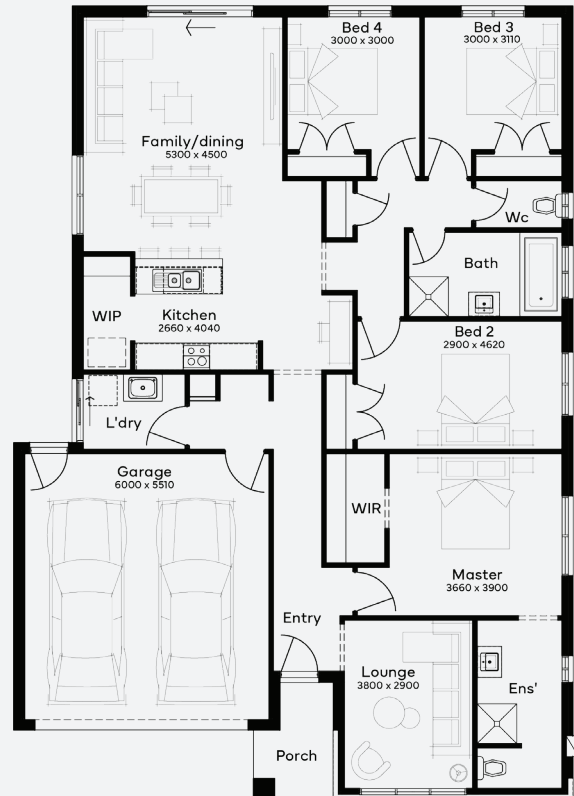 Bed 4
3000 x 3000
Bed 3
3000 x 3110
Family/dining
5300 x 4500
Wc
Bath
WIP
Kitchen
2660 x 4040
Bed 2
2900 x 4620
L'dry
Garage
6000 x 5510
WIR
Master
3660 x 3900
Entry
Lounge
3800 x 2900
Ens'
Porch